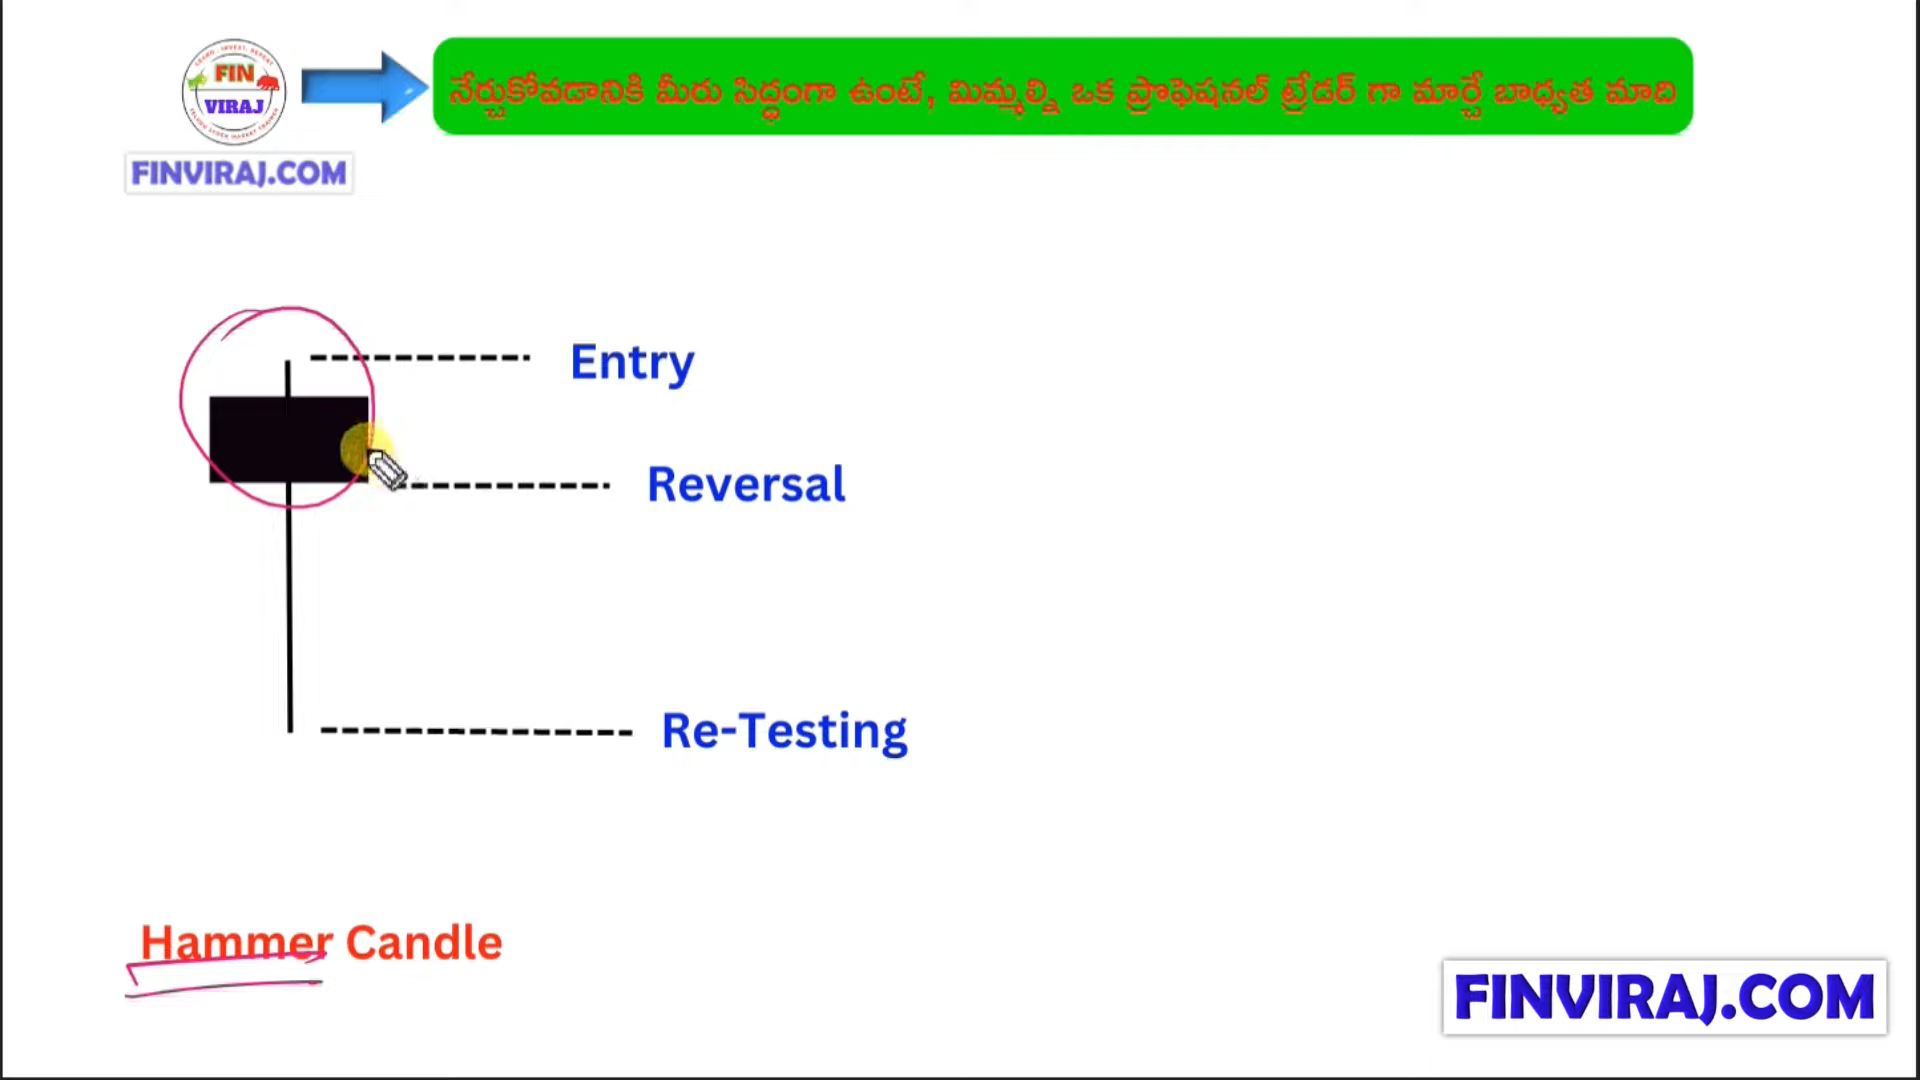 FIN
VIRAJ
FINVIRAJ.COM
నేర్చుకోవడానికి మీరు సిద్ధంగా ఉంటే, మిమ్మల్ని ఒక ప్రొఫెషనల్ ట్రేడర్ గా మార్చే బాధ్యత మాది
Entry
Reversal
Re-Testing
Hammer Candle
FINVIRAJ.COM